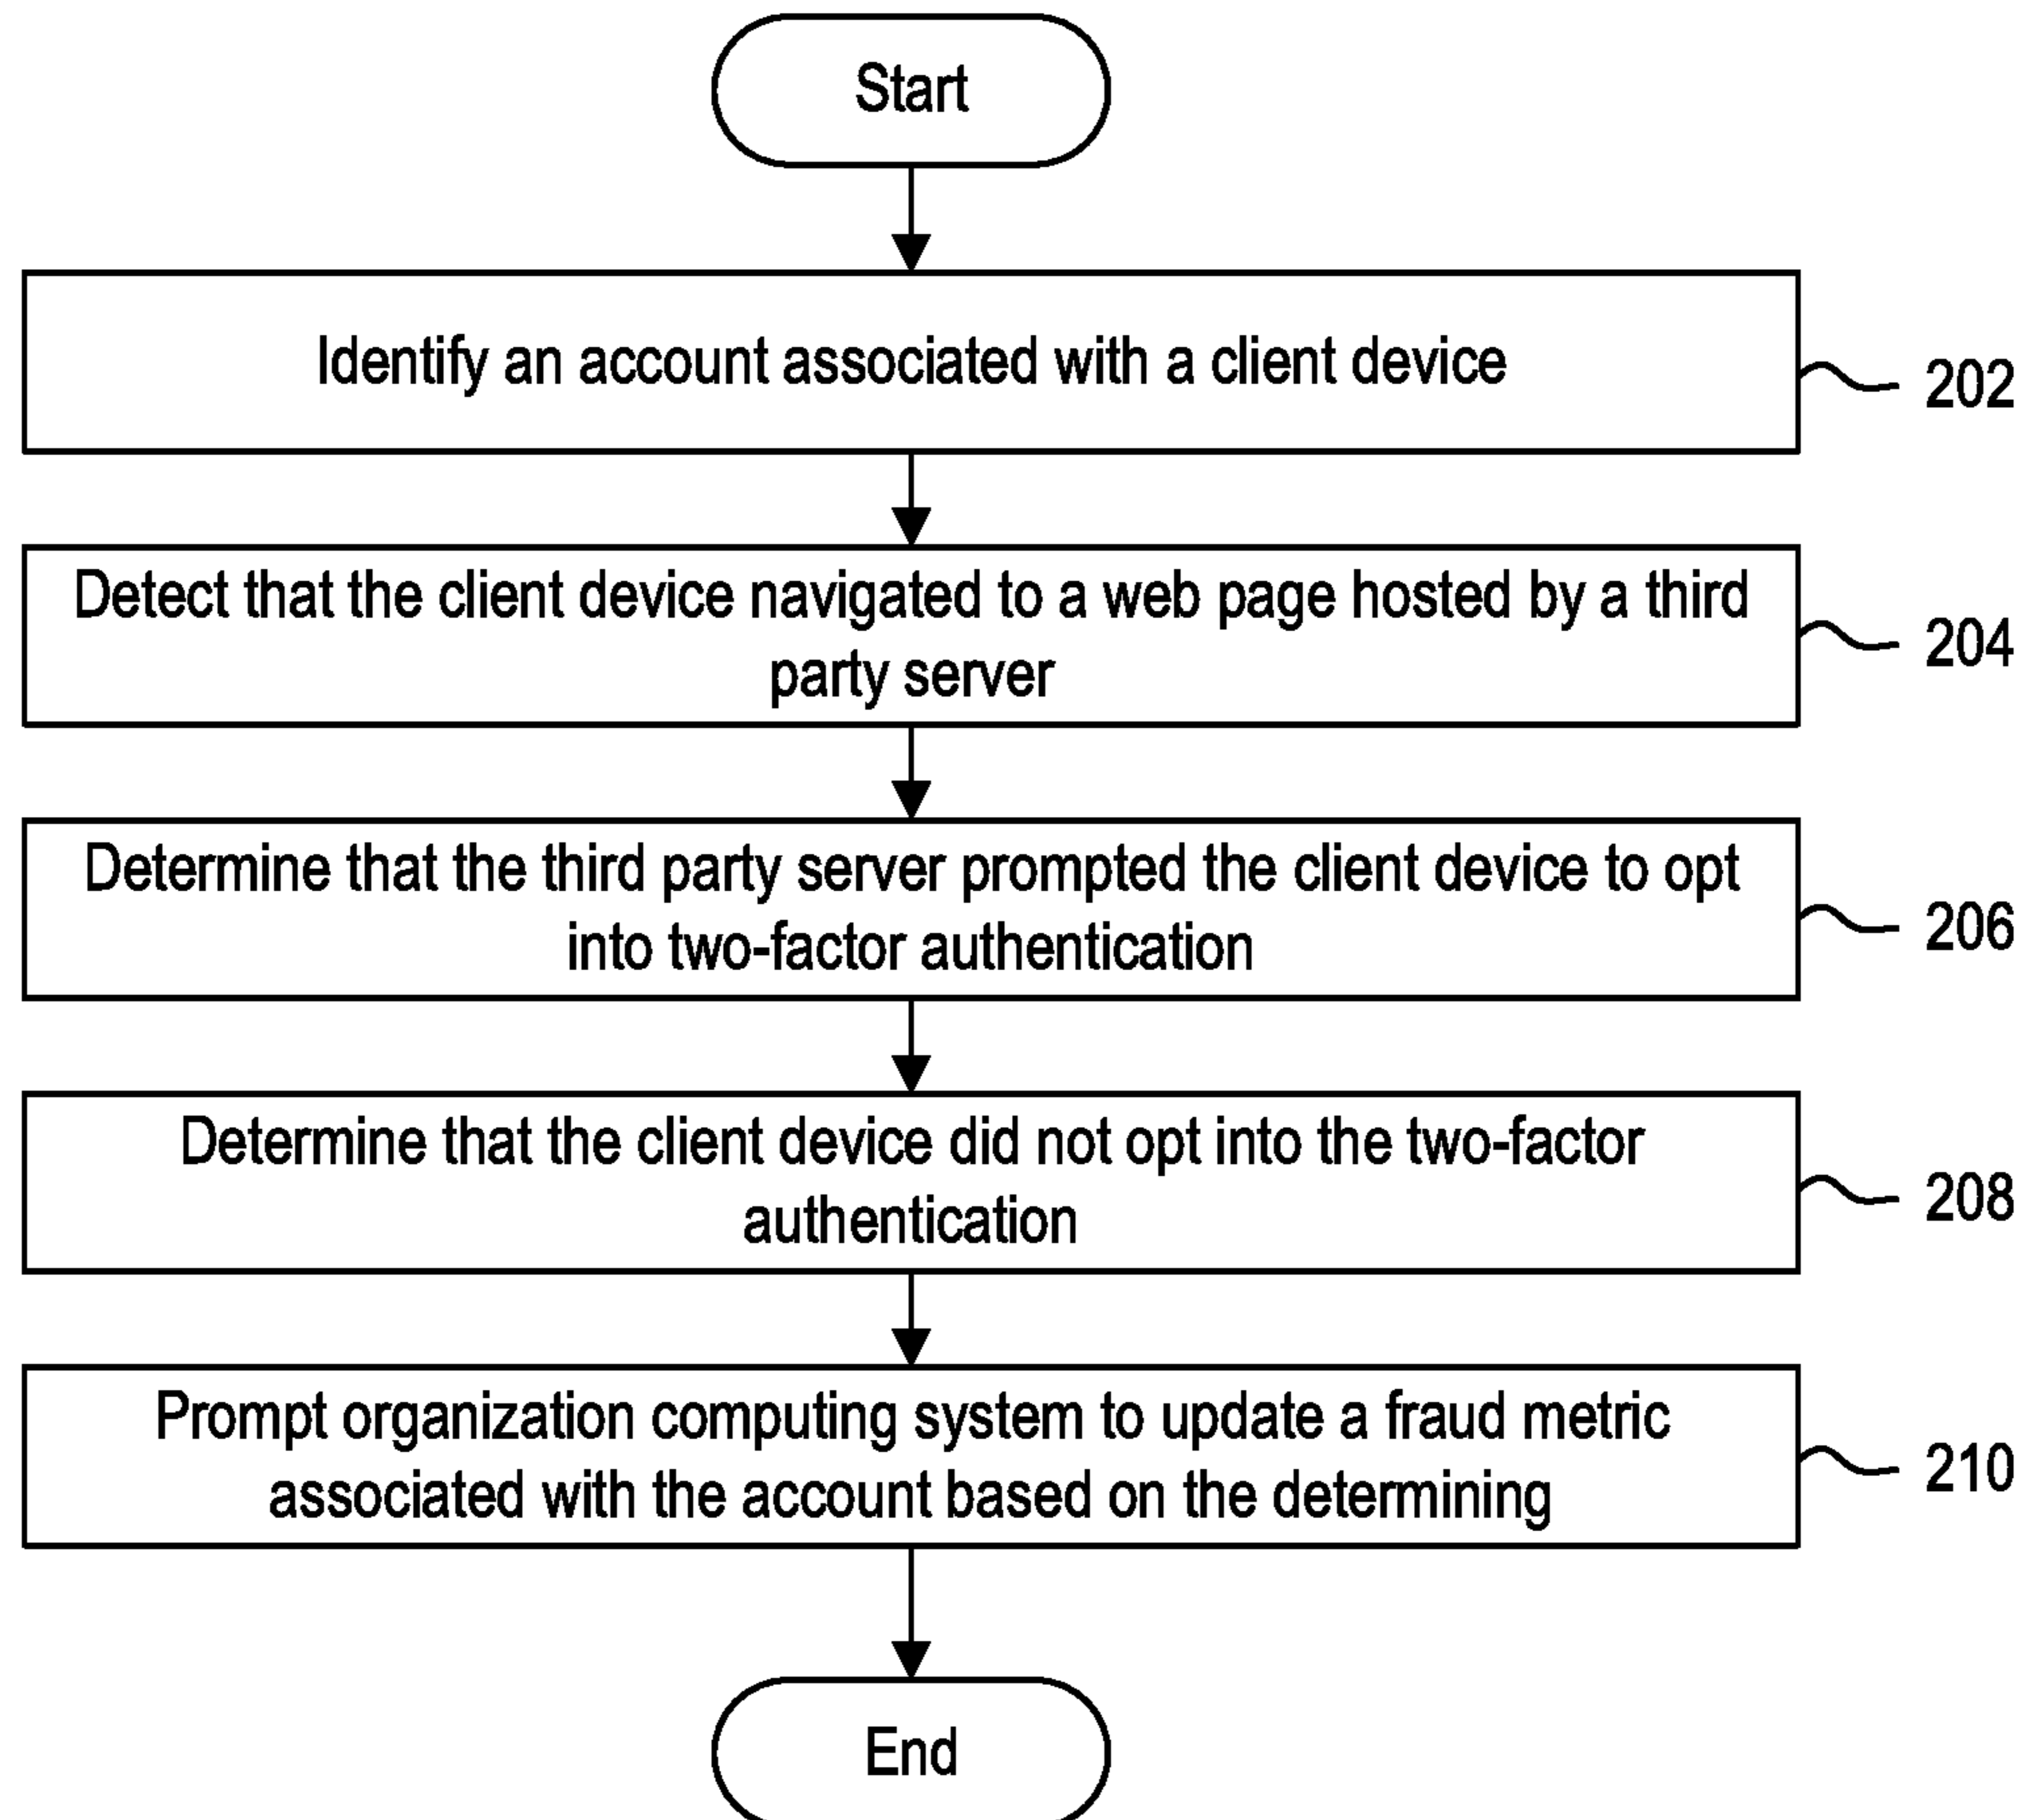 Start
Identify an account associated with a client device
202
Detect that the client device navigated to a web page hosted by a third
party server
204
Determine that the third party server prompted the client device to opt
into two-factor authentication
206
Determine that the client device did not opt into the two-factor
authentication
208
Prompt organization computing system to update a fraud metric
associated with the account based on the determining
210
End